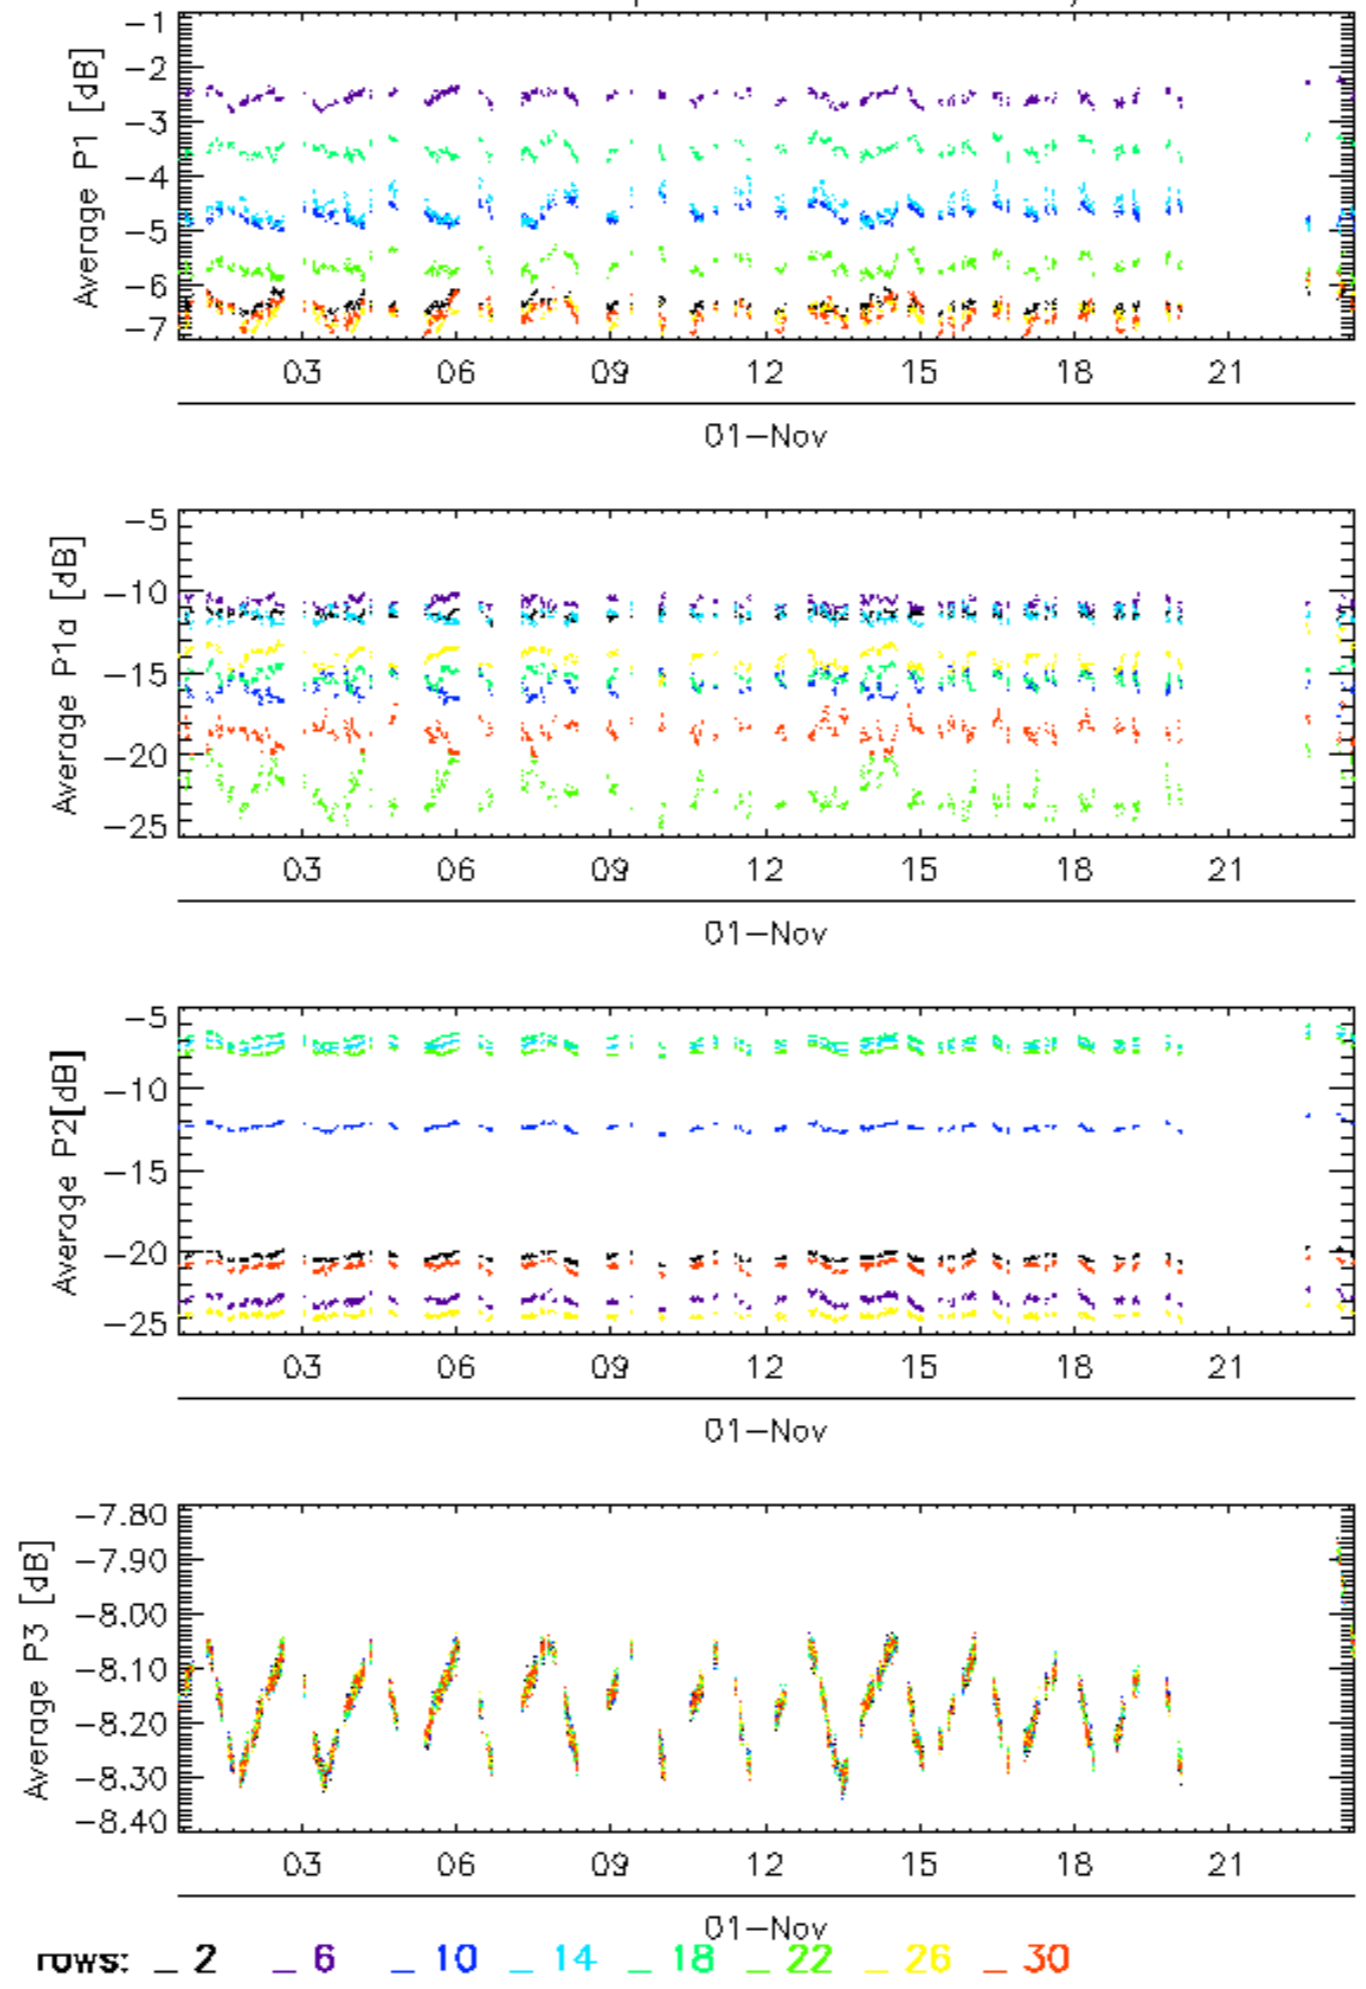 Average P1 [dB]
-1
-2
-3
-4
-5
-6
-7
03 06 09 12 15 18 21
01-Nov
Average P1a [dB]
-5
-10
-15
-20
-25
03 06 09 12 15 18 21
01-Nov
Average P2[dB]
-5
-10
-15
-20
-25
03 06 09 12 15 18 21
01-Nov
Average P3 [dB]
-7.80
-7.90
-8.00
-8.10
-8.20
-8.30
-8.40
03 06 09 12 15 18 21
01-Nov
rows: _ 2 _ 6 _ 10 _ 14 _ 18 _ 22 _ 26 _ 30